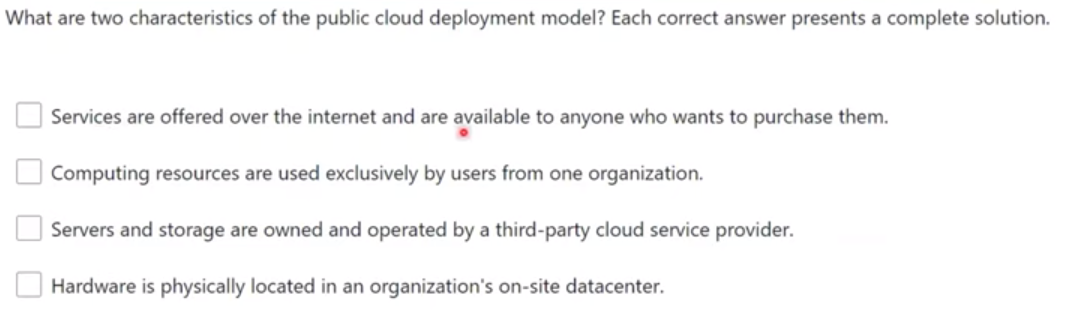 What are two characteristics of the public cloud deployment model? Each correct answer presents a complete solution.
Services are offered over the internet and are available to anyone who wants to purchase them.
Computing resources are used exclusively by users from one organization.
Servers and storage are owned and operated by a third-party cloud service provider.
Hardware is physically located in an organization's on-site datacenter.